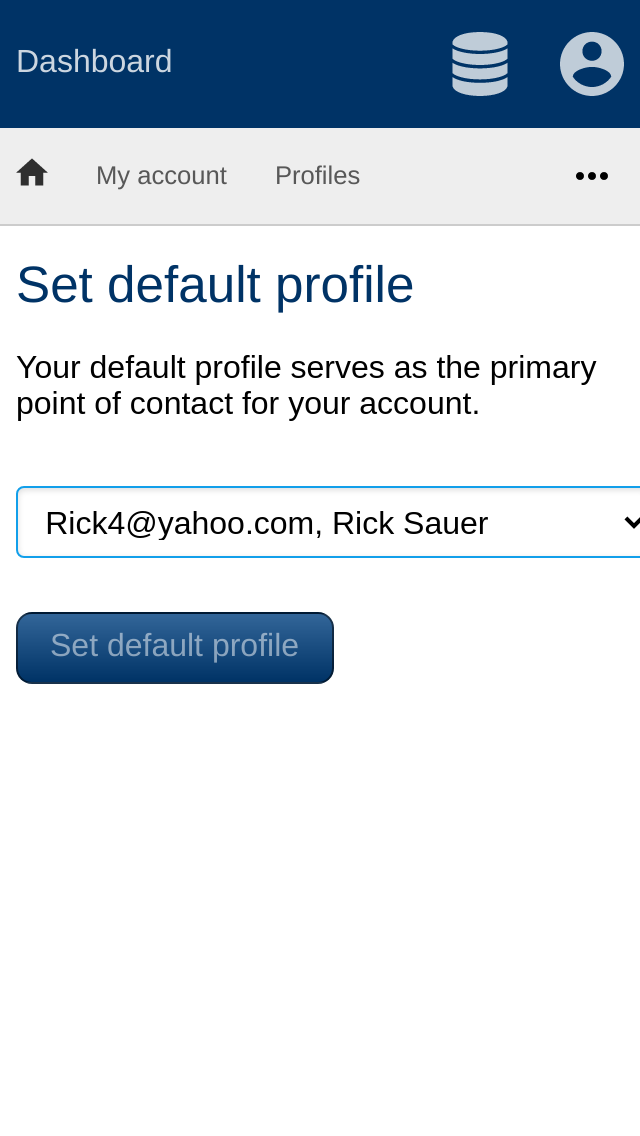 Dashboard
My account Profiles
Set default profile
Your default profile serves as the primary
point of contact for your account.
Rick4@yahoo.com, Rick Sauer
Set default profile